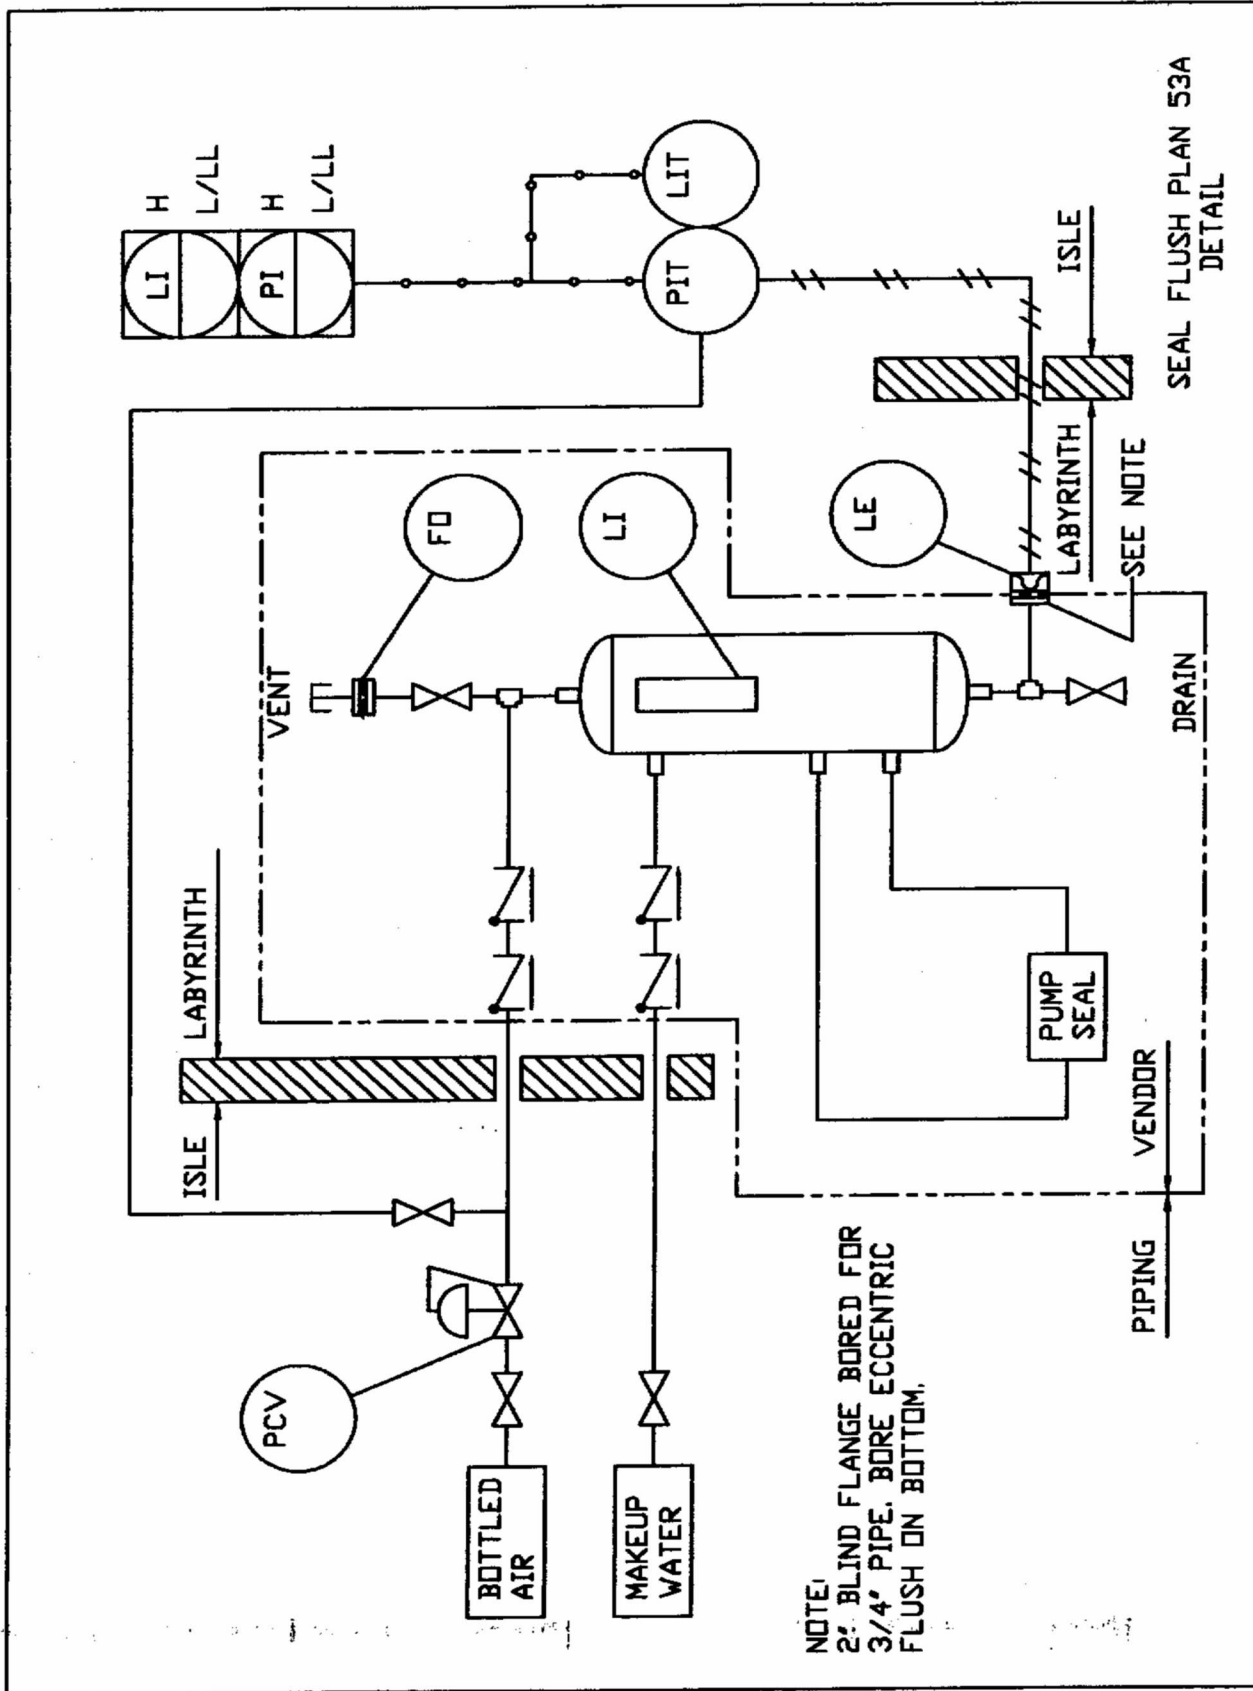 LI
H
L/LL
PI
H
L/LL
PIT
LIT
FO
VENT
LI
LE
LABYRINTH
ISLE
SEE NOTE
DRAIN
ISLE
LABYRINTH
PCV
BOTTLED
AIR
MAKEUP
WATER
PUMP
SEAL
PIPING
VENDOR
NOTE:
2" BLIND FLANGE BORED FOR
3/4" PIPE. BORE ECCENTRIC
FLUSH ON BOTTOM.
SEAL FLUSH PLAN 53A
DETAIL